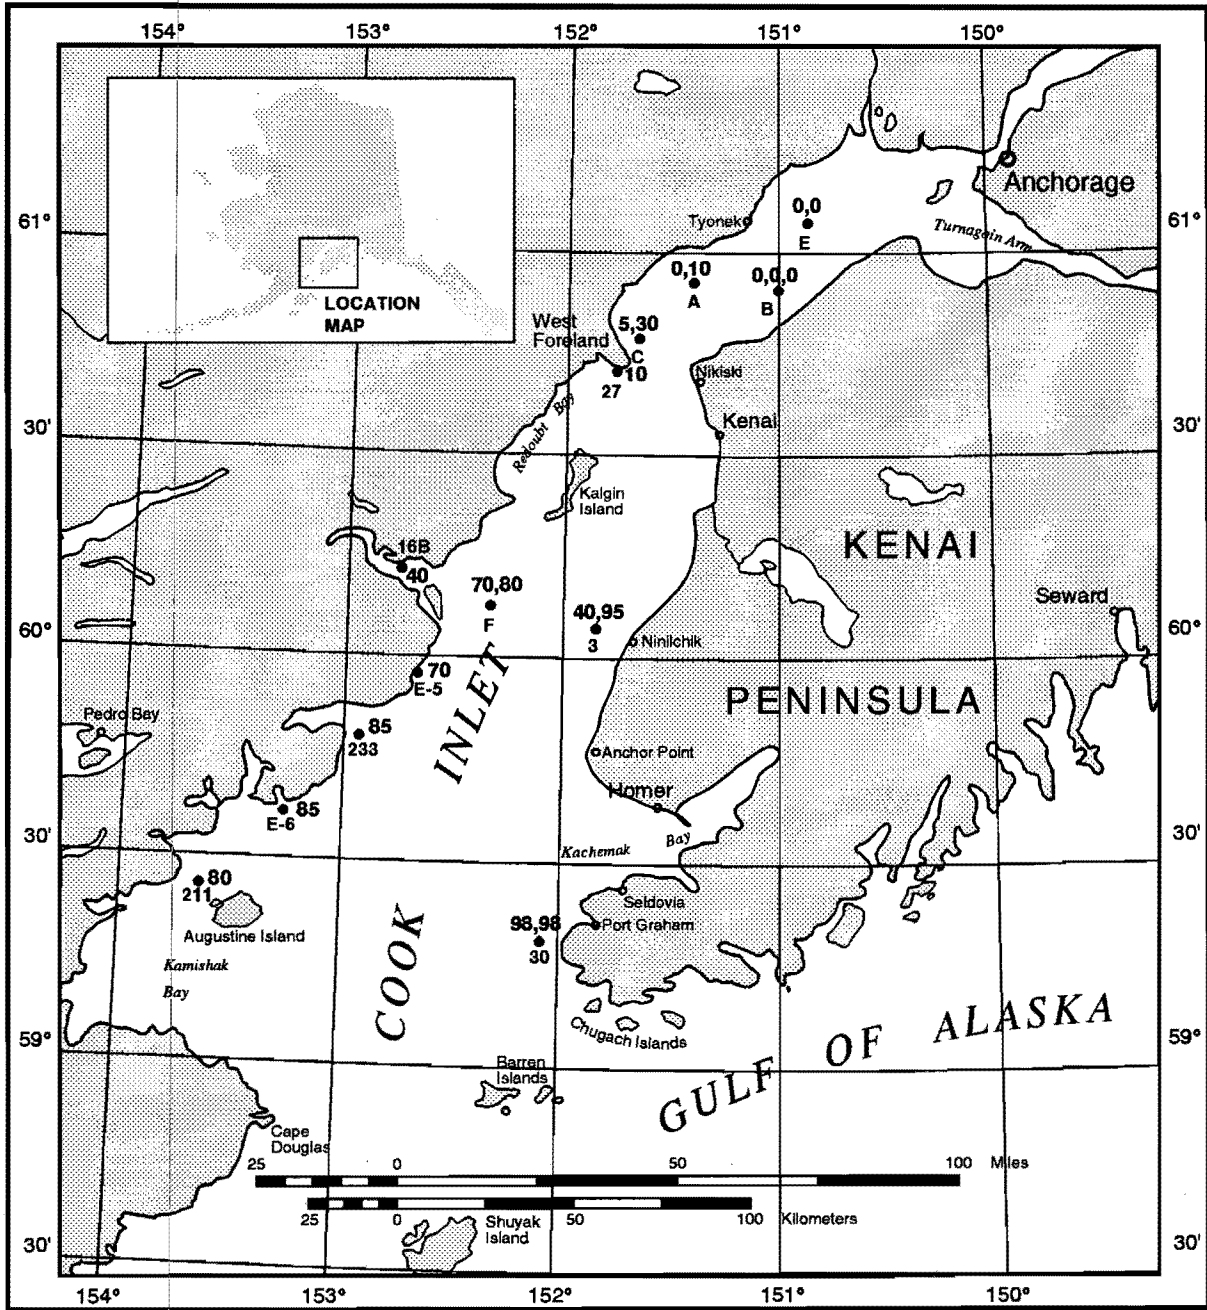 154°
153°
152°
151°
150°
Anchorage
61°
61°
Tyonek
0,0
E
Turnagain Arm
0,10
A
0,0,0
B
LOCATION
MAP
West
Foreland
5,30
C
10
27
Nikiski
Redoubt Bay
Kenai
30'
30'
Kalgin
Island
KENAI
16B
40
70,80
F
40,95
3
Seward
60°
60°
Ninilchik
70
E-5
PENINSULA
Pedro Bay
85
233
INLET
Anchor Point
Homer
85
E-6
30'
30'
Kachemak Bay
80
211
Augustine Island
Seldovia
98,98
30
Port Graham
Kamishak
Bay
COOK
Chugach Islands
GULF OF ALASKA
59°
59°
Barren
Islands
Cape
Douglas
25 0 50 100 Miles
25 0 50 100 Kilometers
Shuyak
Island
30'
30'
154°
153°
152°
151°
150°